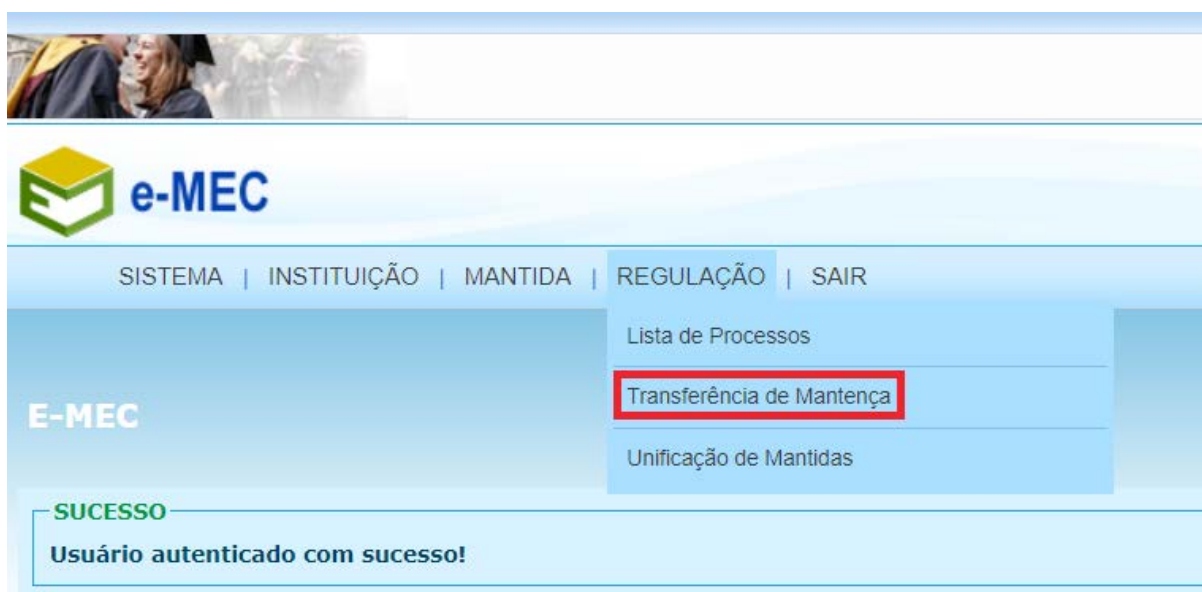 e-MEC
SISTEMA | INSTITUIÇÃO | MANTIDA | REGULAÇÃO | SAIR
Lista de Processos
Transferência de Mantença
Unificação de Mantidas
E-MEC
SUCESSO
Usuário autenticado com sucesso!